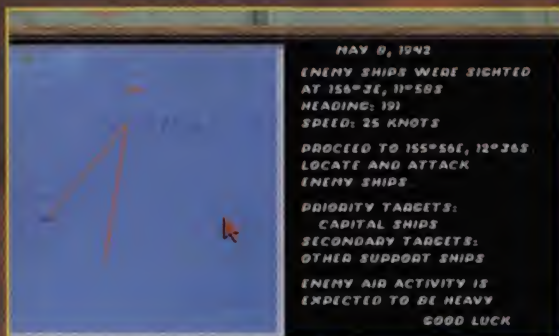 MAY 8, 1942
ENEMY SHIPS WERE SIGHTED
AT 156°3E, 11°58S
HEADING: 191
SPEED: 25 KNOTS
PROCEED TO 155°56E, 12°36S
LOCATE AND ATTACK
ENEMY SHIPS
PRIORITY TARGETS:
CAPITAL SHIPS
SECONDARY TARGETS:
OTHER SUPPORT SHIPS
ENEMY AIR ACTIVITY IS
EXPECTED TO BE HEAVY
GOOD LUCK